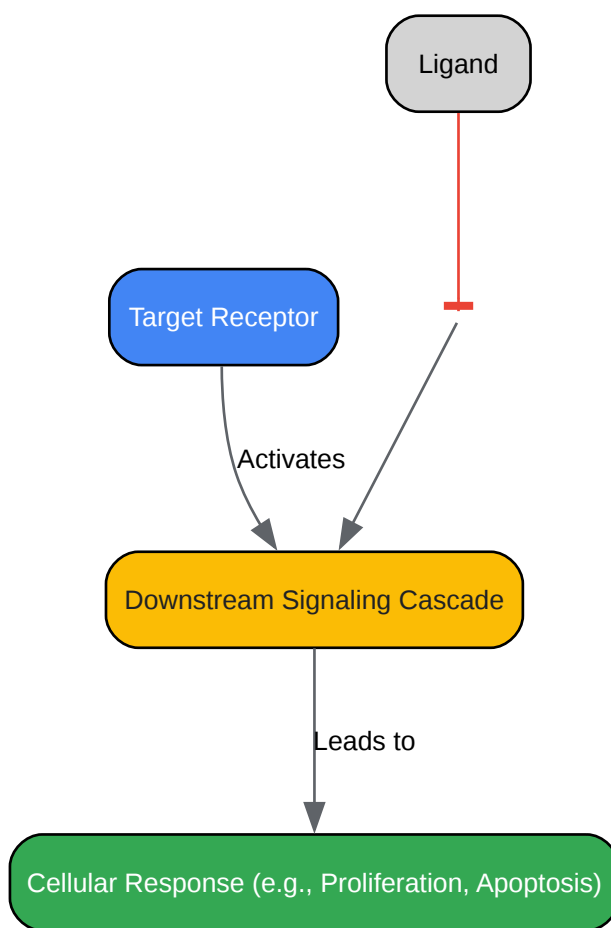 Ligand
Target Receptor
Activates
Downstream Signaling Cascade
Leads to
Cellular Response (e.g., Proliferation, Apoptosis)